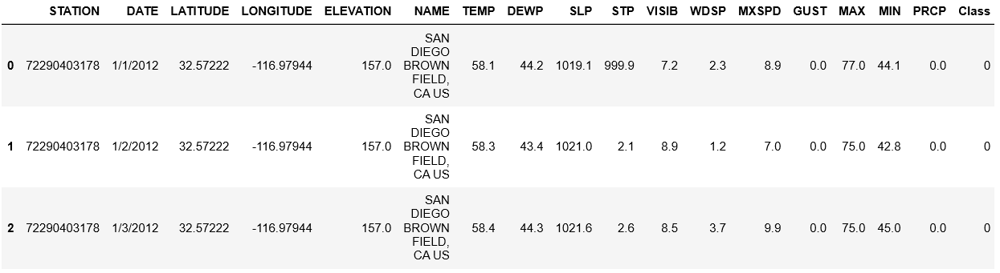 STATION DATE LATITUDE LONGITUDE ELEVATION NAME TEMP DEWP SLP STP VISIB WDSP MXSPD GUST MAX MIN PRCP Class
SAN
DIEGO
0 72290403178 1/1/2012 32.57222 -116.97944 157.0 BROWN 58.1 44.2 1019.1 999.9 7.2 2.3 8.9 0.0 77.0 44.1 0.0 0
FIELD,
CA US
SAN
DIEGO
1 72290403178 1/2/2012 32.57222 -116.97944 157.0 BROWN 58.3 43.4 1021.0 2.1 8.9 1.2 7.0 0.0 75.0 42.8 0.0 0
FIELD,
CA US
SAN
DIEGO
2 72290403178 1/3/2012 32.57222 -116.97944 157.0 BROWN 58.4 44.3 1021.6 2.6 8.5 3.7 9.9 0.0 75.0 45.0 0.0 0
FIELD,
CA US